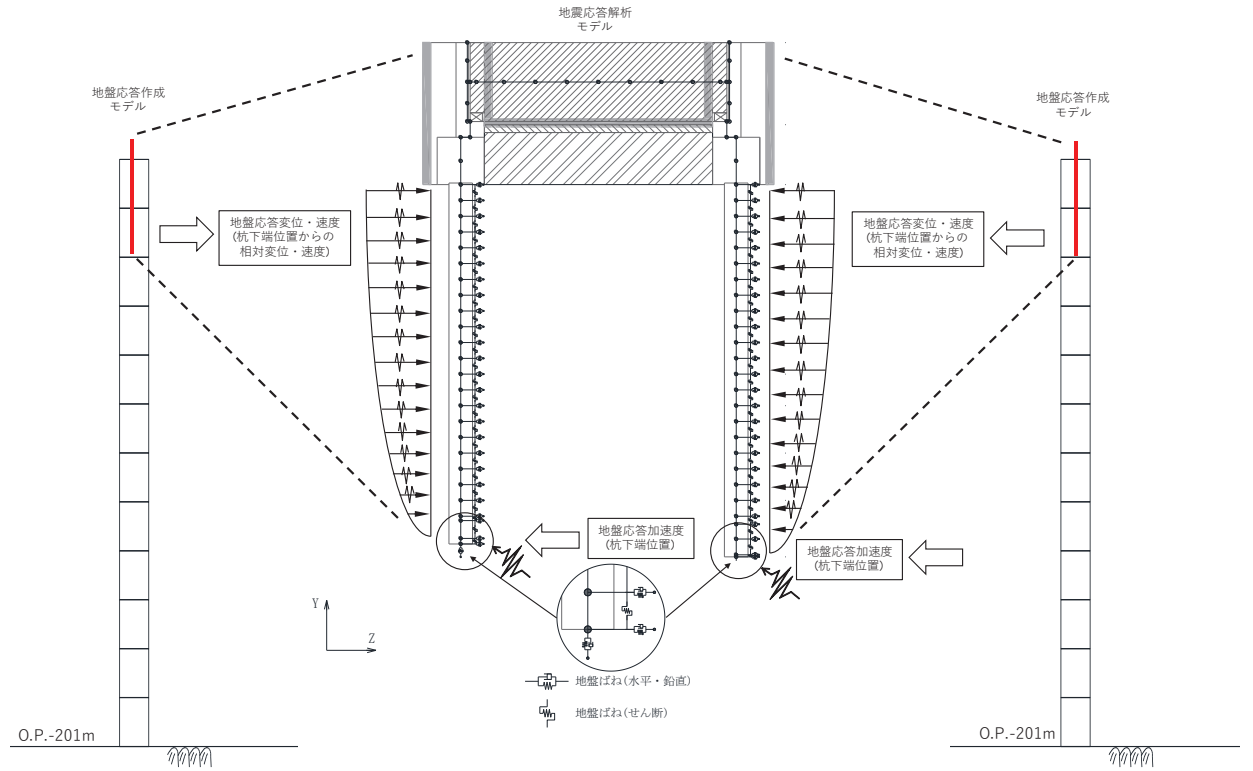 地震応答解析
モデル
地盤応答作成
モデル
地盤応答作成
モデル
地盤応答変位・速度
(杭下端位置からの
相対変位・速度)
地盤応答変位・速度
(杭下端位置からの
相対変位・速度)
地盤応答加速度
(杭下端位置)
地盤応答加速度
(杭下端位置)
Y
Z
地盤ばね(水平・鉛直)
地盤ばね(せん断)
O.P.-201m
O.P.-201m